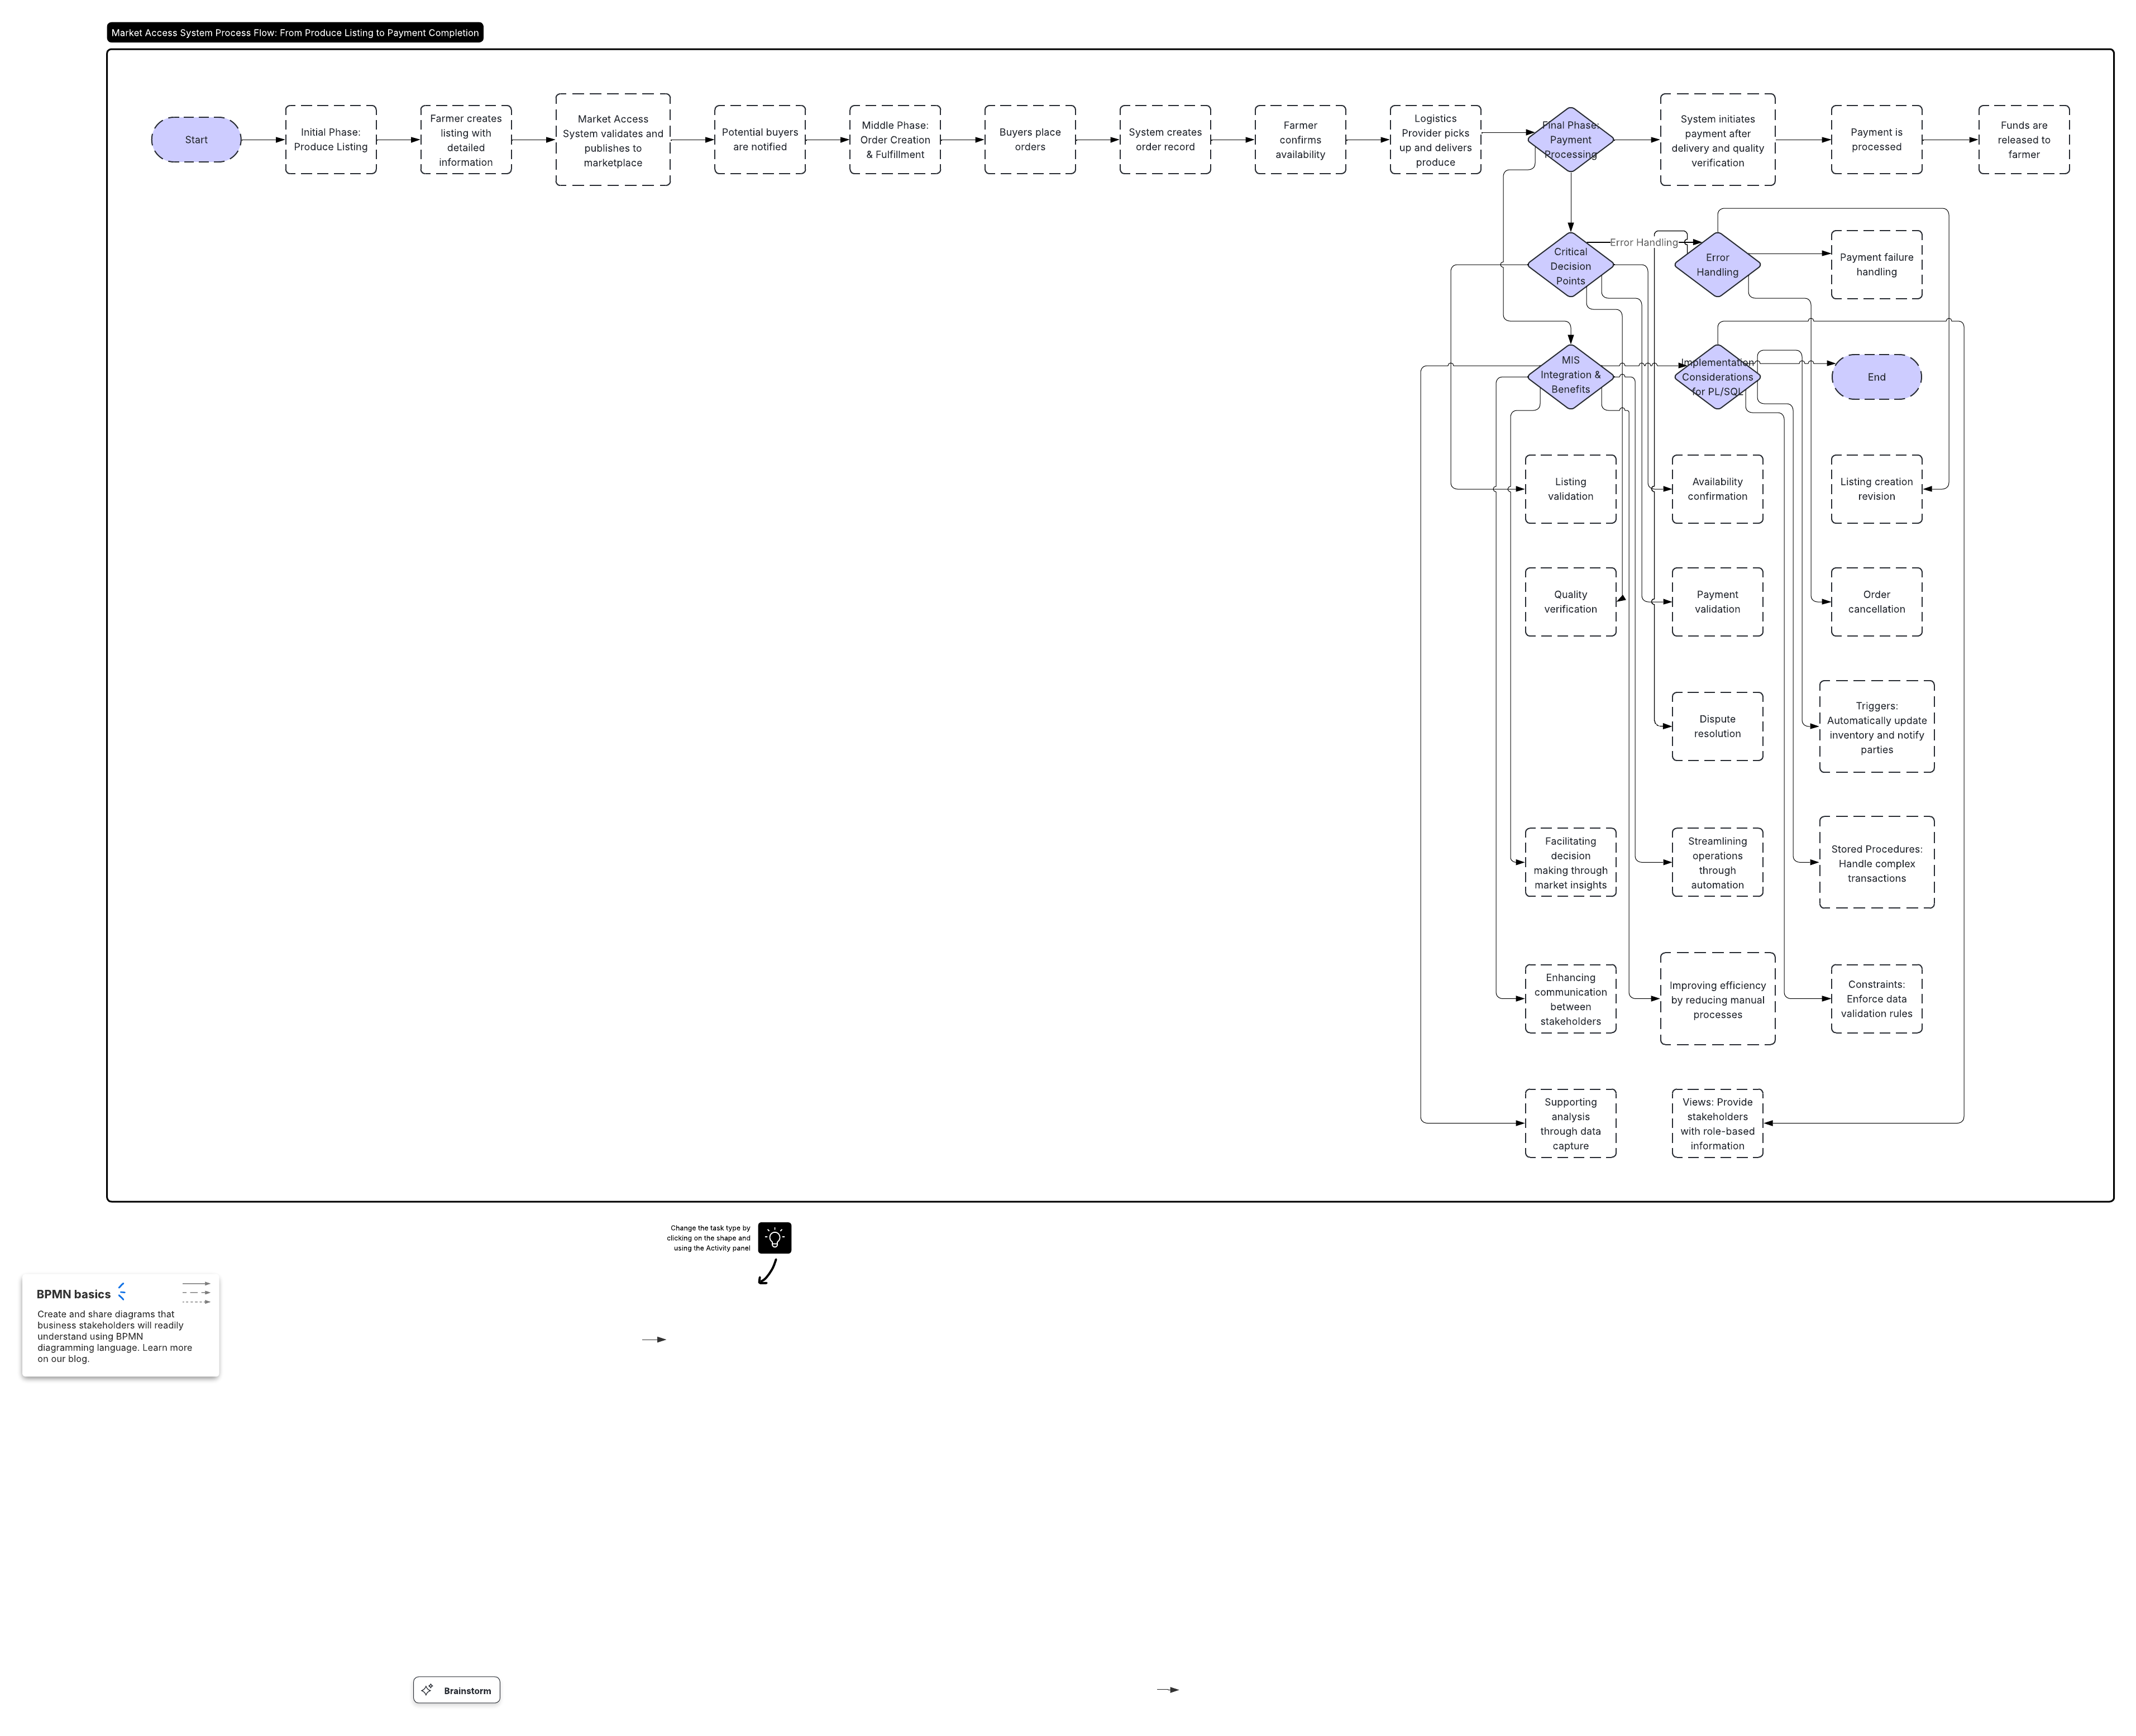 Market Access System Process Flow: From Produce Listing to Payment Completion
Start
Initial Phase:
Produce Listing
Farmer creates
listing with
detailed
information
Market Access
System validates and
publishes to
marketplace
Potential buyers
are notified
Middle Phase:
Order Creation
& Fulfillment
Buyers place
orders
System creates
order record
Farmer
confirms
availability
Logistics
Provider picks
up and delivers
produce
Final Phase:
Payment
Processing
System initiates
payment after
delivery and quality
verification
Payment is
processed
Funds are
released to
farmer
Critical
Decision
Points
Error Handling
Error
Handling
Payment failure
handling
MIS
Integration &
Benefits
Implementation
Considerations
for PL/SQL
End
Listing
validation
Availability
confirmation
Listing creation
revision
Quality
verification
Payment
validation
Order
cancellation
Dispute
resolution
Triggers:
Automatically update
inventory and notify
parties
Facilitating
decision
making through
market insights
Streamlining
operations
through
automation
Stored Procedures:
Handle complex
transactions
Enhancing
communication
between
stakeholders
Improving efficiency
by reducing manual
processes
Constraints:
Enforce data
validation rules
Supporting
analysis
through data
capture
Views: Provide
stakeholders
with role-based
information
Change the task type by
clicking on the shape and
using the Activity panel
BPMN basics
Create and share diagrams that
business stakeholders will readily
understand using BPMN
diagramming language. Learn more
on our blog.
Brainstorm